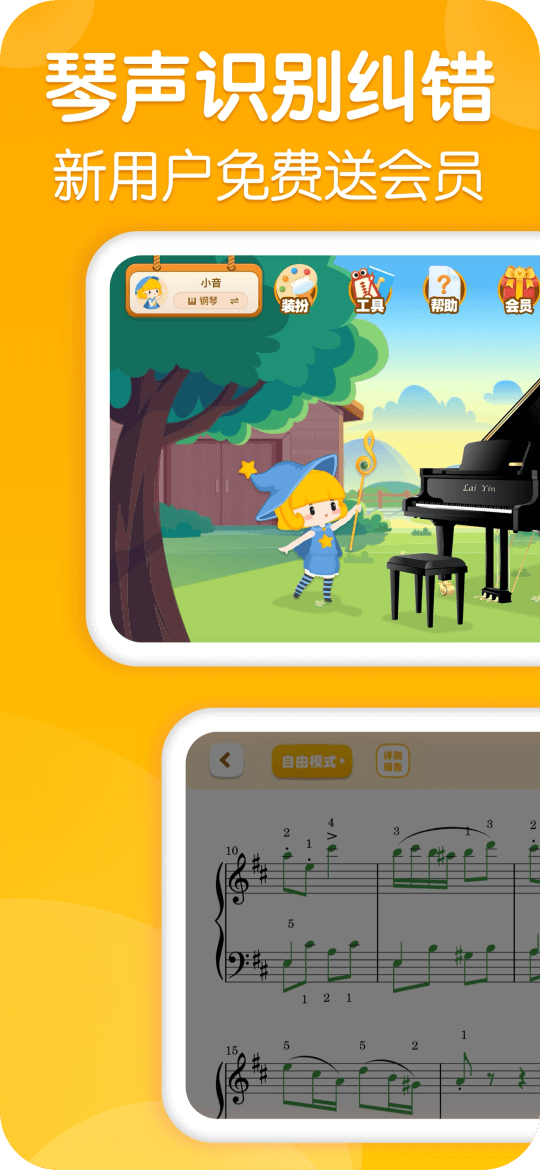 琴声识别纠错
新用户免费送会员
小音
钢琴
装扮
工具
帮助
会员
Lai Yin
自由模式
评测
报告
2 1 4 3 1 3 2
10
5
1 2 1
15
5 5 2 1